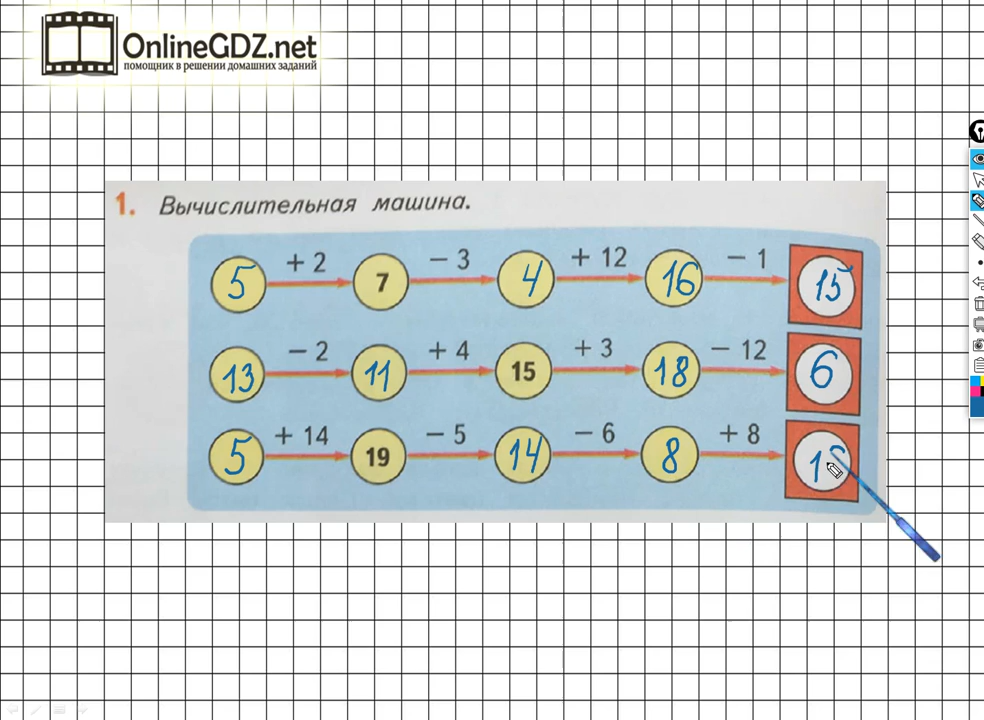 OnlineGDZ.net
помощник в решении домашних заданий
1. Вычислительная машина.
5 + 2 7 − 3 4 + 12 16 − 1 15
13 − 2 11 + 4 15 + 3 18 − 12 6
5 + 14 19 − 5 14 − 6 8 + 8 1